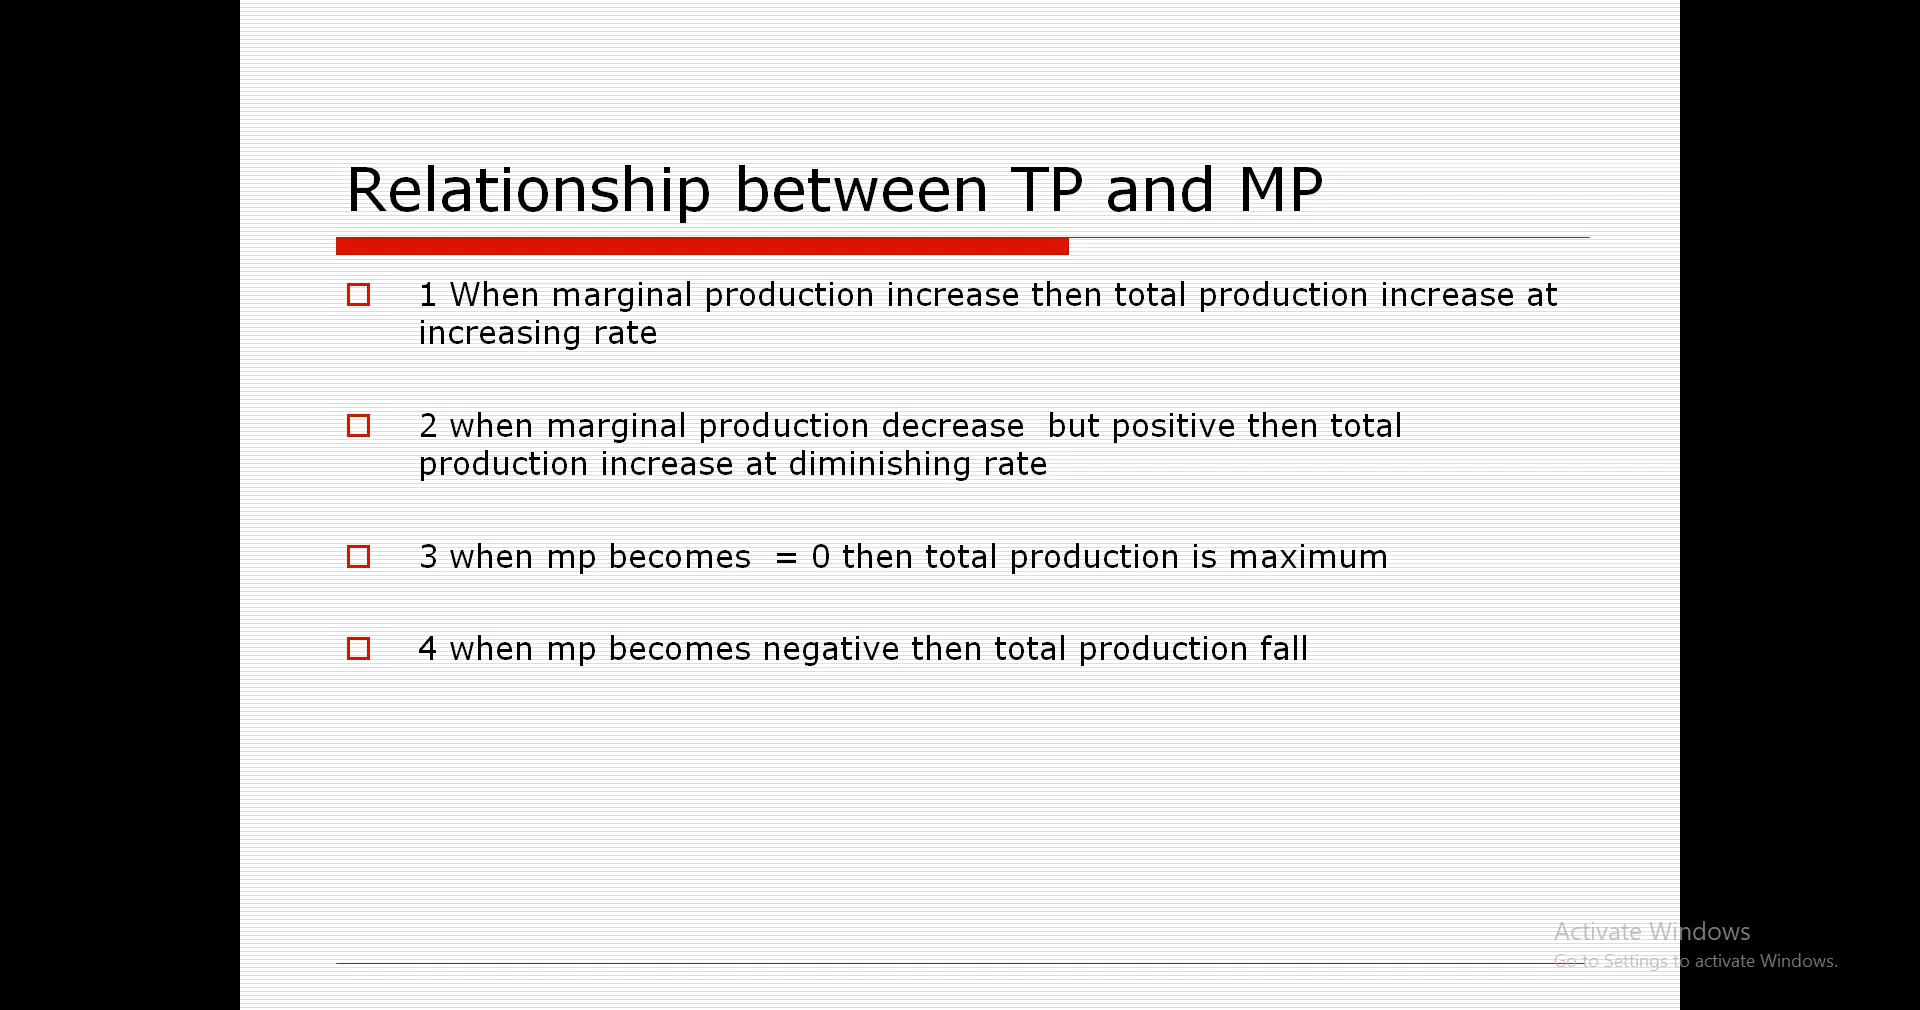 Relationship between TP and MP
1 When marginal production increase then total production increase at
increasing rate
2 when marginal production decrease  but positive then total
production increase at diminishing rate
3 when mp becomes  = 0 then total production is maximum
4 when mp becomes negative then total production fall
Activate Windows
Go to Settings to activate Windows.